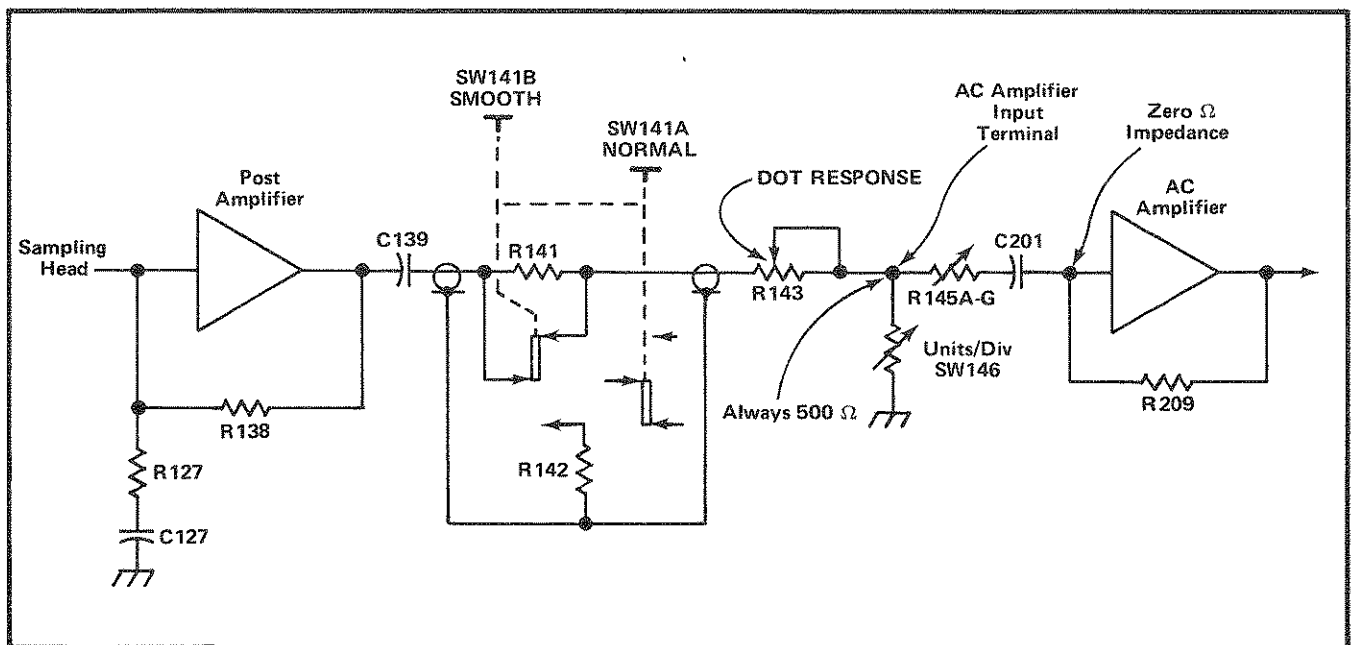 SW141B
SMOOTH
SW141A
NORMAL
AC Amplifier
Input
Terminal
Zero Ω
Impedance
Post
Amplifier
DOT RESPONSE
AC
Amplifier
Sampling
Head
C139
R141
C201
R143
R145A-G
Units/Div
SW146
Always 500 Ω
R209
R138
R142
R127
C127